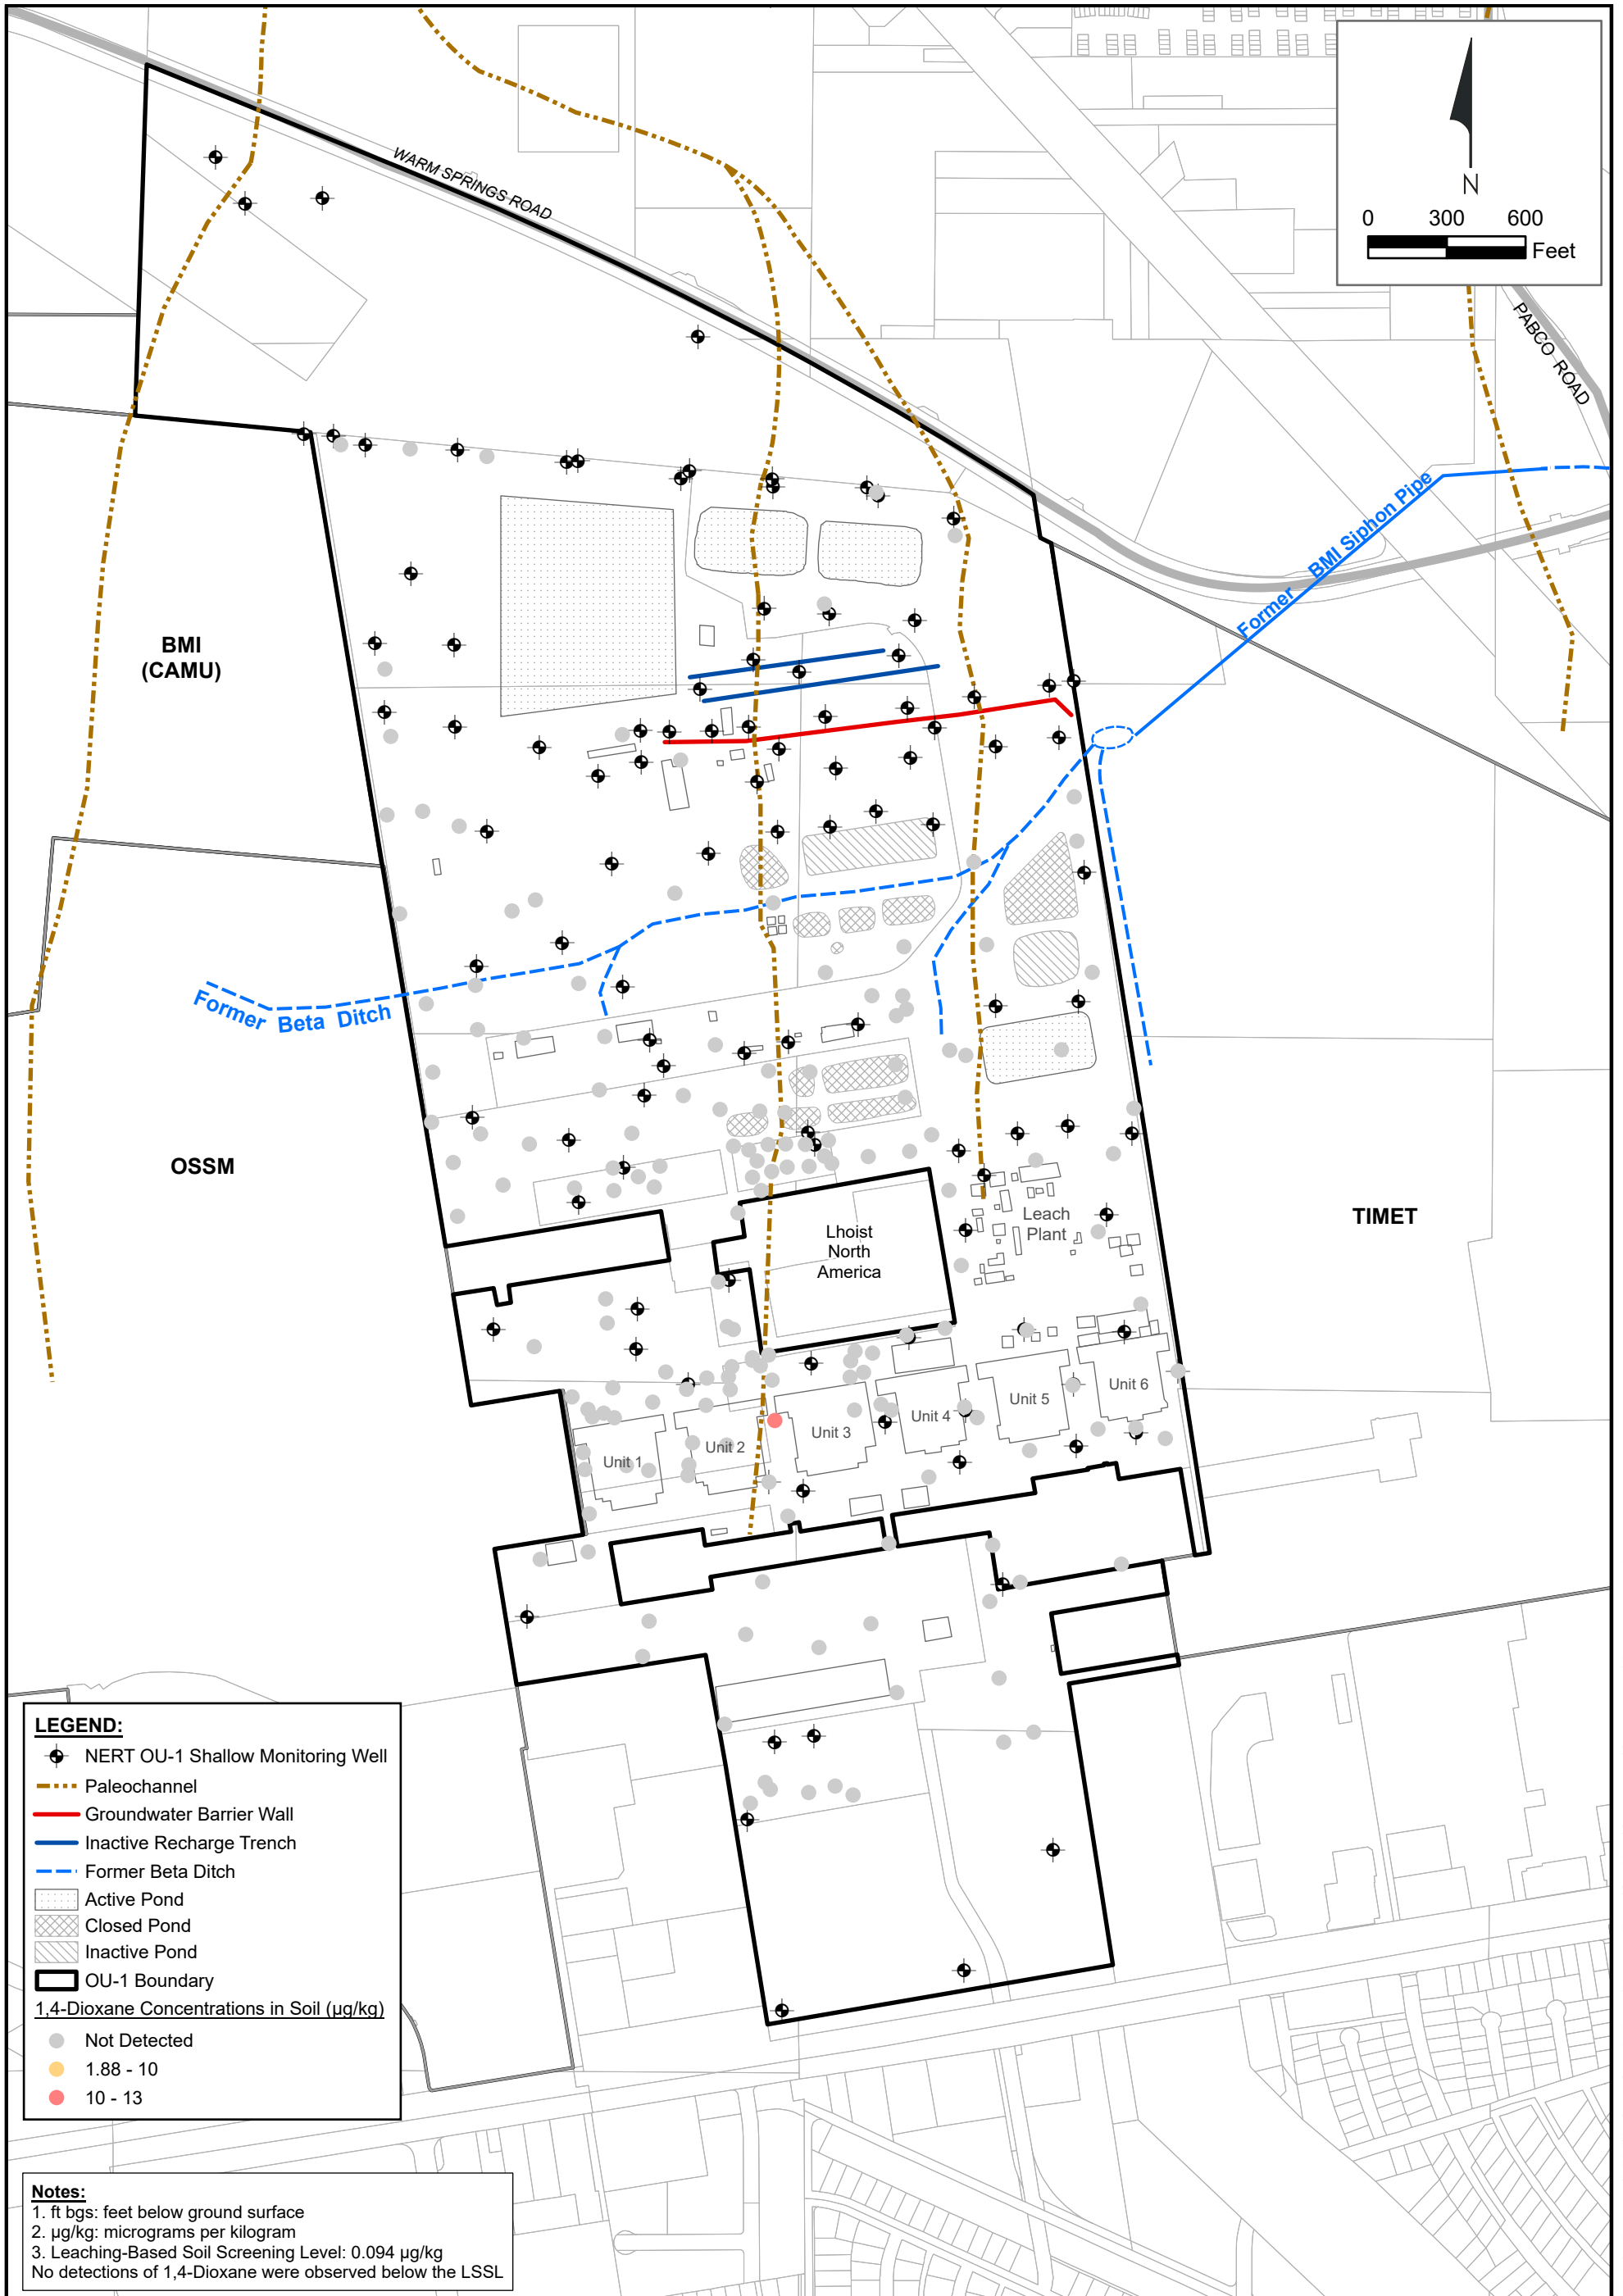 WARM SPRINGS ROAD
N
0 300 600
Feet
PABCO ROAD
Former BMI Siphon Pipe
BMI
(CAMU)
Former Beta Ditch
OSSM
TIMET
Lhoist
North
America
Leach
Plant
Unit 1
Unit 2
Unit 3
Unit 4
Unit 5
Unit 6
LEGEND:
NERT OU-1 Shallow Monitoring Well
Paleochannel
Groundwater Barrier Wall
Inactive Recharge Trench
Former Beta Ditch
Active Pond
Closed Pond
Inactive Pond
OU-1 Boundary
1,4-Dioxane Concentrations in Soil (µg/kg)
Not Detected
1.88 - 10
10 - 13
Notes:
1. ft bgs: feet below ground surface
2. µg/kg: micrograms per kilogram
3. Leaching-Based Soil Screening Level: 0.094 µg/kg
No detections of 1,4-Dioxane were observed below the LSSL